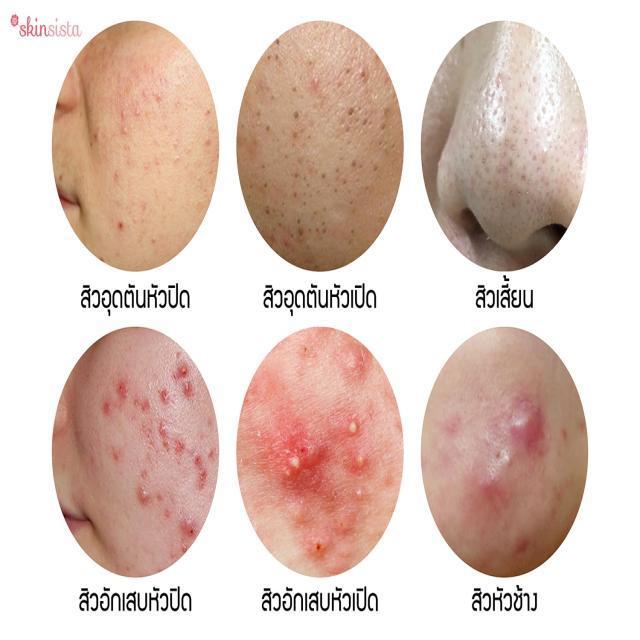 skinsista
สิวอุดตันหัวปิด
สิวอุดตันหัวเปิด
สิวเสี้ยน
สิวอักเสบหัวปิด
สิวอักเสบหัวเปิด
สิวหัวช้าง